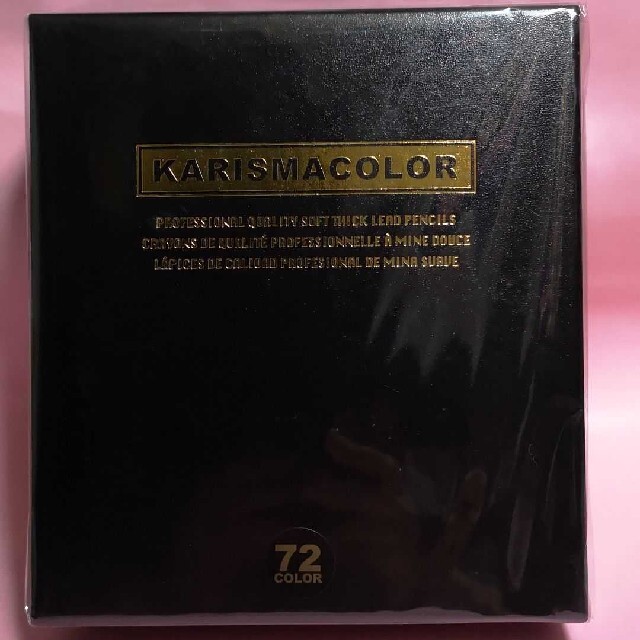 KARISMACOLOR
PROFESSIONAL QUALITY SOFT THICK LEAD PENCILS
CRAYONS DE QUALITÉ PROFESSIONNELLE À MINE DOUCE
LÁPICES DE CALIDAD PROFESIONAL DE MINA SUAVE
72
COLOR